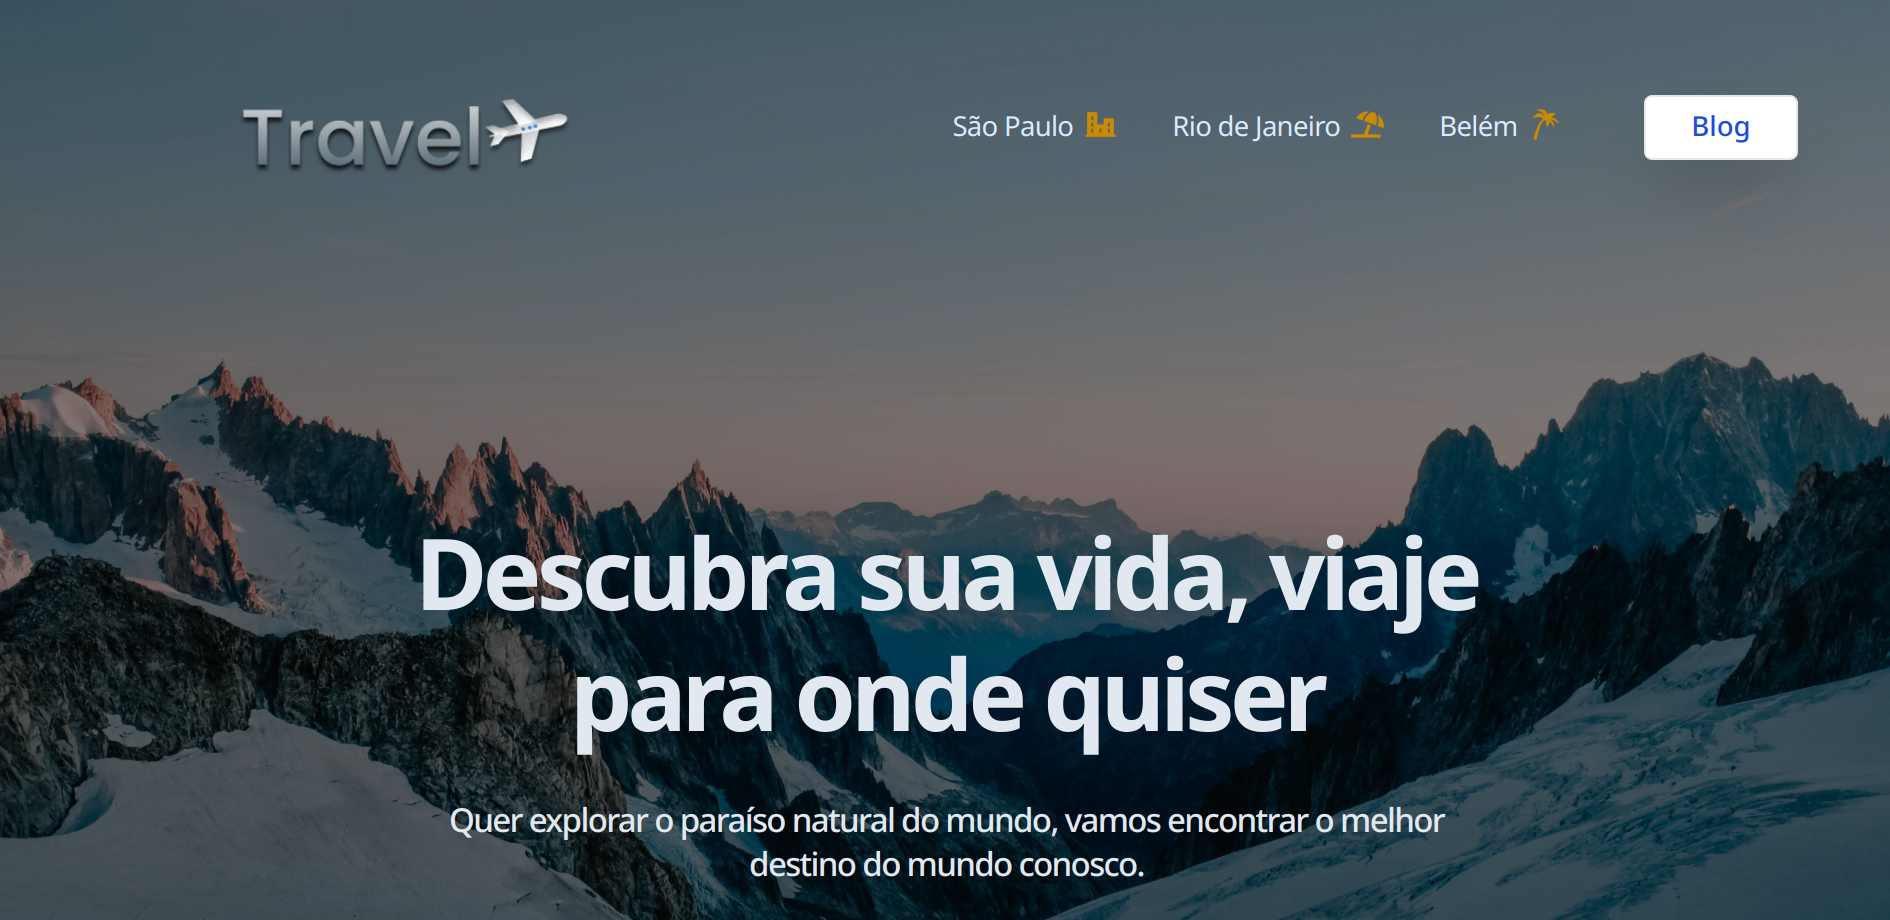 Travel
São Paulo
Rio de Janeiro
Belém
Blog
Descubra sua vida, viaje
para onde quiser
Quer explorar o paraíso natural do mundo, vamos encontrar o melhor
destino do mundo conosco.